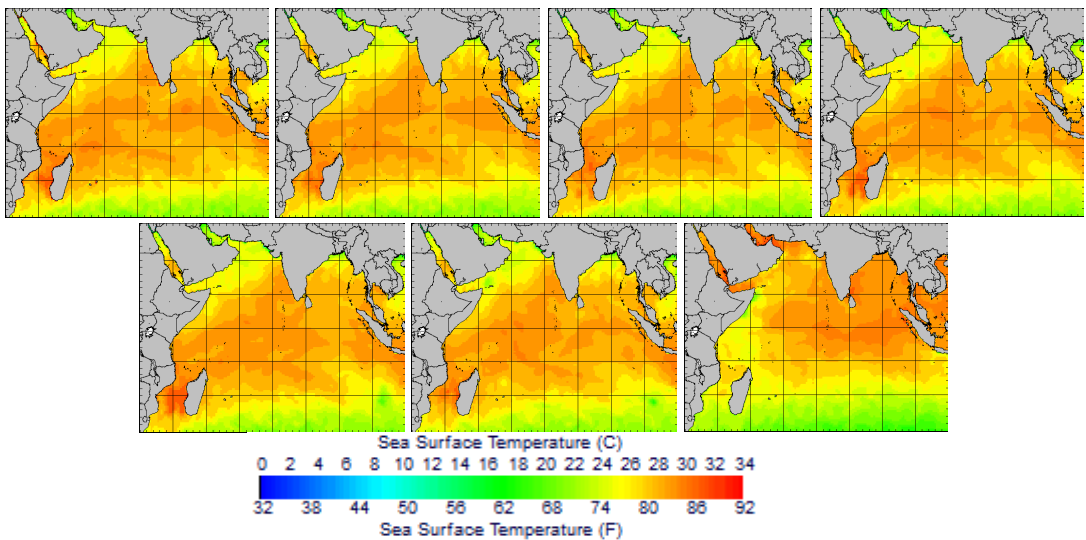 Sea Surface Temperature (C)
0 2 4 6 8 10 12 14 16 18 20 22 24 26 28 30 32 34
32 38 44 50 56 62 68 74 80 86 92
Sea Surface Temperature (F)